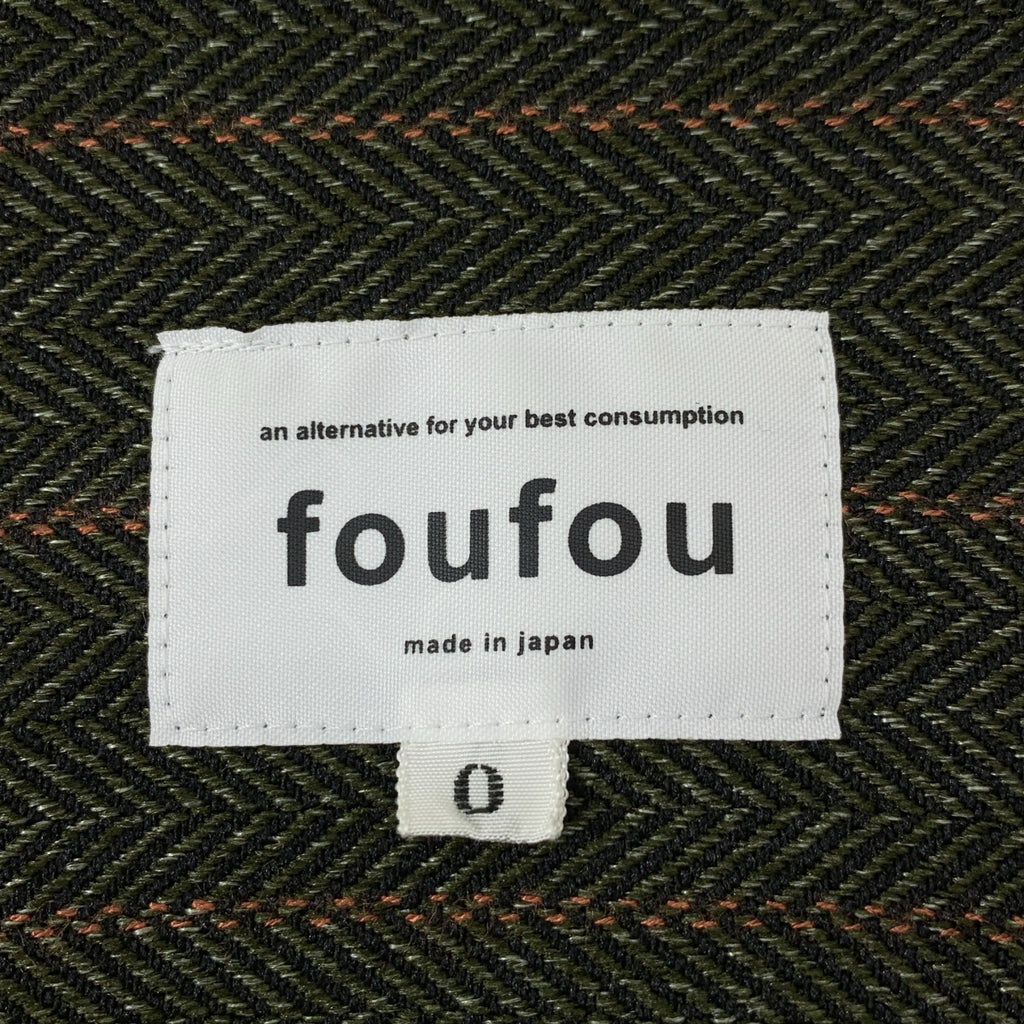 an alternative for your best consumption
foufou
made in japan
0